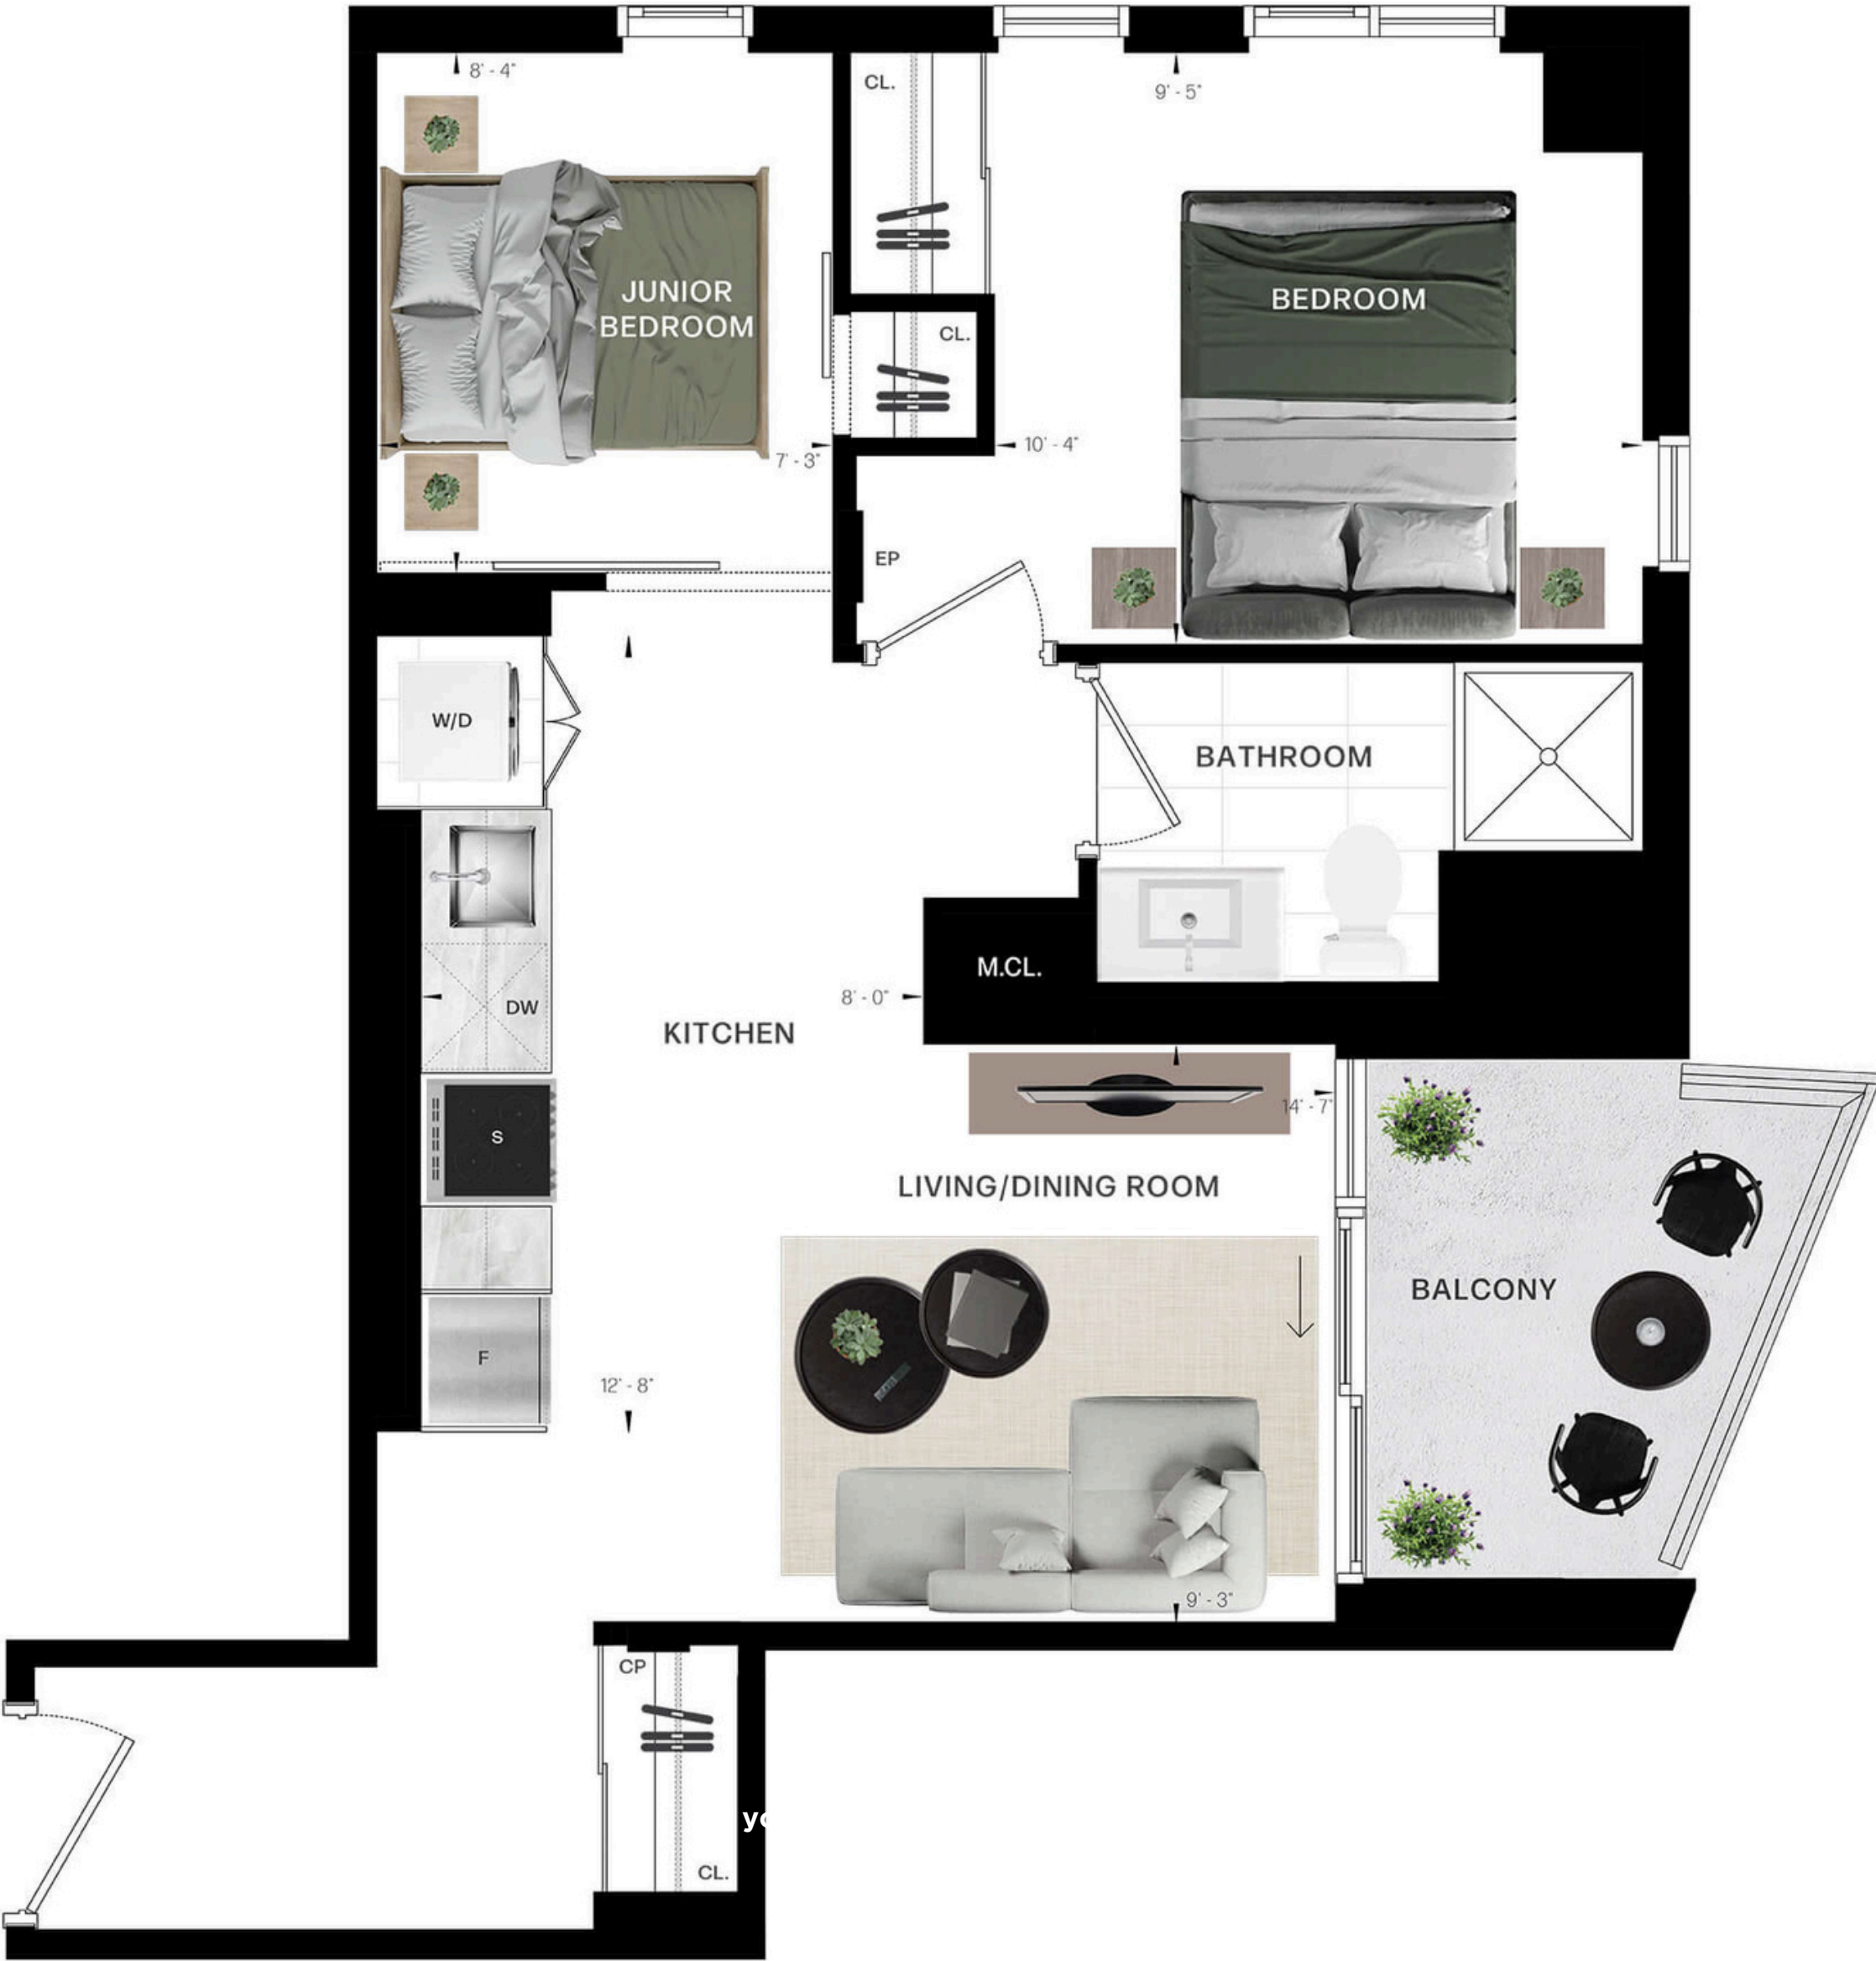 8' - 4"
CL.
9' - 5"
JUNIOR
BEDROOM
BEDROOM
CL.
10' - 4"
7' - 3"
EP
W/D
BATHROOM
M.CL.
8' - 0"
DW
KITCHEN
14' - 7"
S
LIVING/DINING ROOM
BALCONY
F
12' - 8"
9' - 3"
CP
CL.